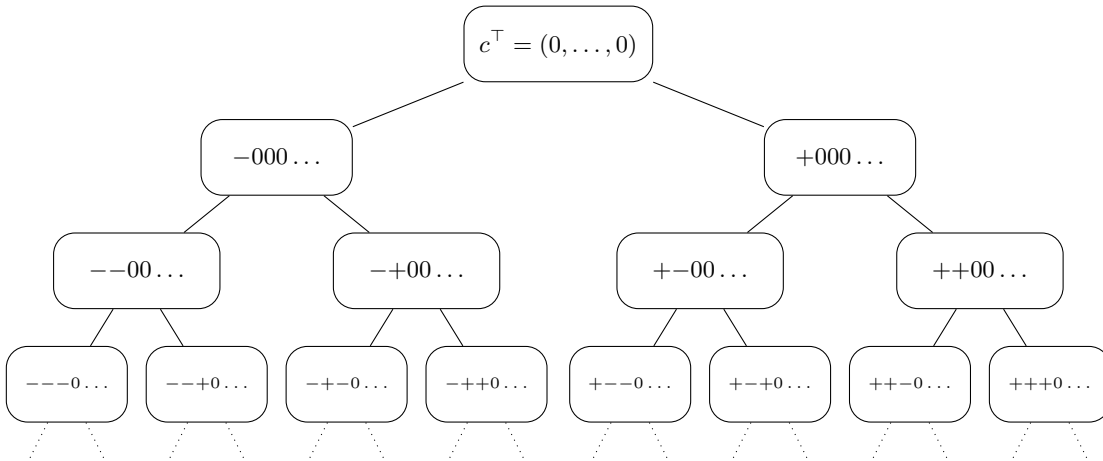 c⊤ = (0, . . . , 0)
−000 . . .
+000 . . .
−−00 . . .
−+00 . . .
+−00 . . .
++00 . . .
−−−0 . . .
−−+0 . . .
−+−0 . . .
−++0 . . .
+−−0 . . .
+−+0 . . .
++−0 . . .
+++0 . . .